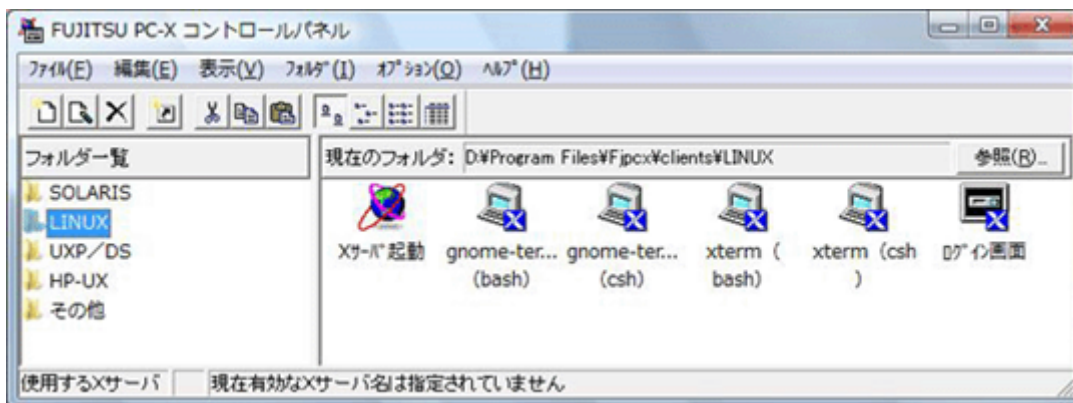 FUJITSU PC-X コントロールパネル
ﾌｧｲﾙ(F) 編集(E) 表示(V) ﾌｫﾙﾀﾞ(I) ｵﾌﾟｼｮﾝ(O) ﾍﾙﾌﾟ(H)
フォルダ一覧
現在のフォルダ: D:¥Program Files¥Fjpcx¥clients¥LINUX 参照(R)...
SOLARIS
LINUX
UXP／DS
HP-UX
その他
Xｻｰﾊﾞ起動
gnome-ter...
(bash)
gnome-ter...
(csh)
xterm (
bash)
xterm (csh
)
ﾛｸﾞｲﾝ画面
使用するXサーバ 現在有効なXサーバ名は指定されていません